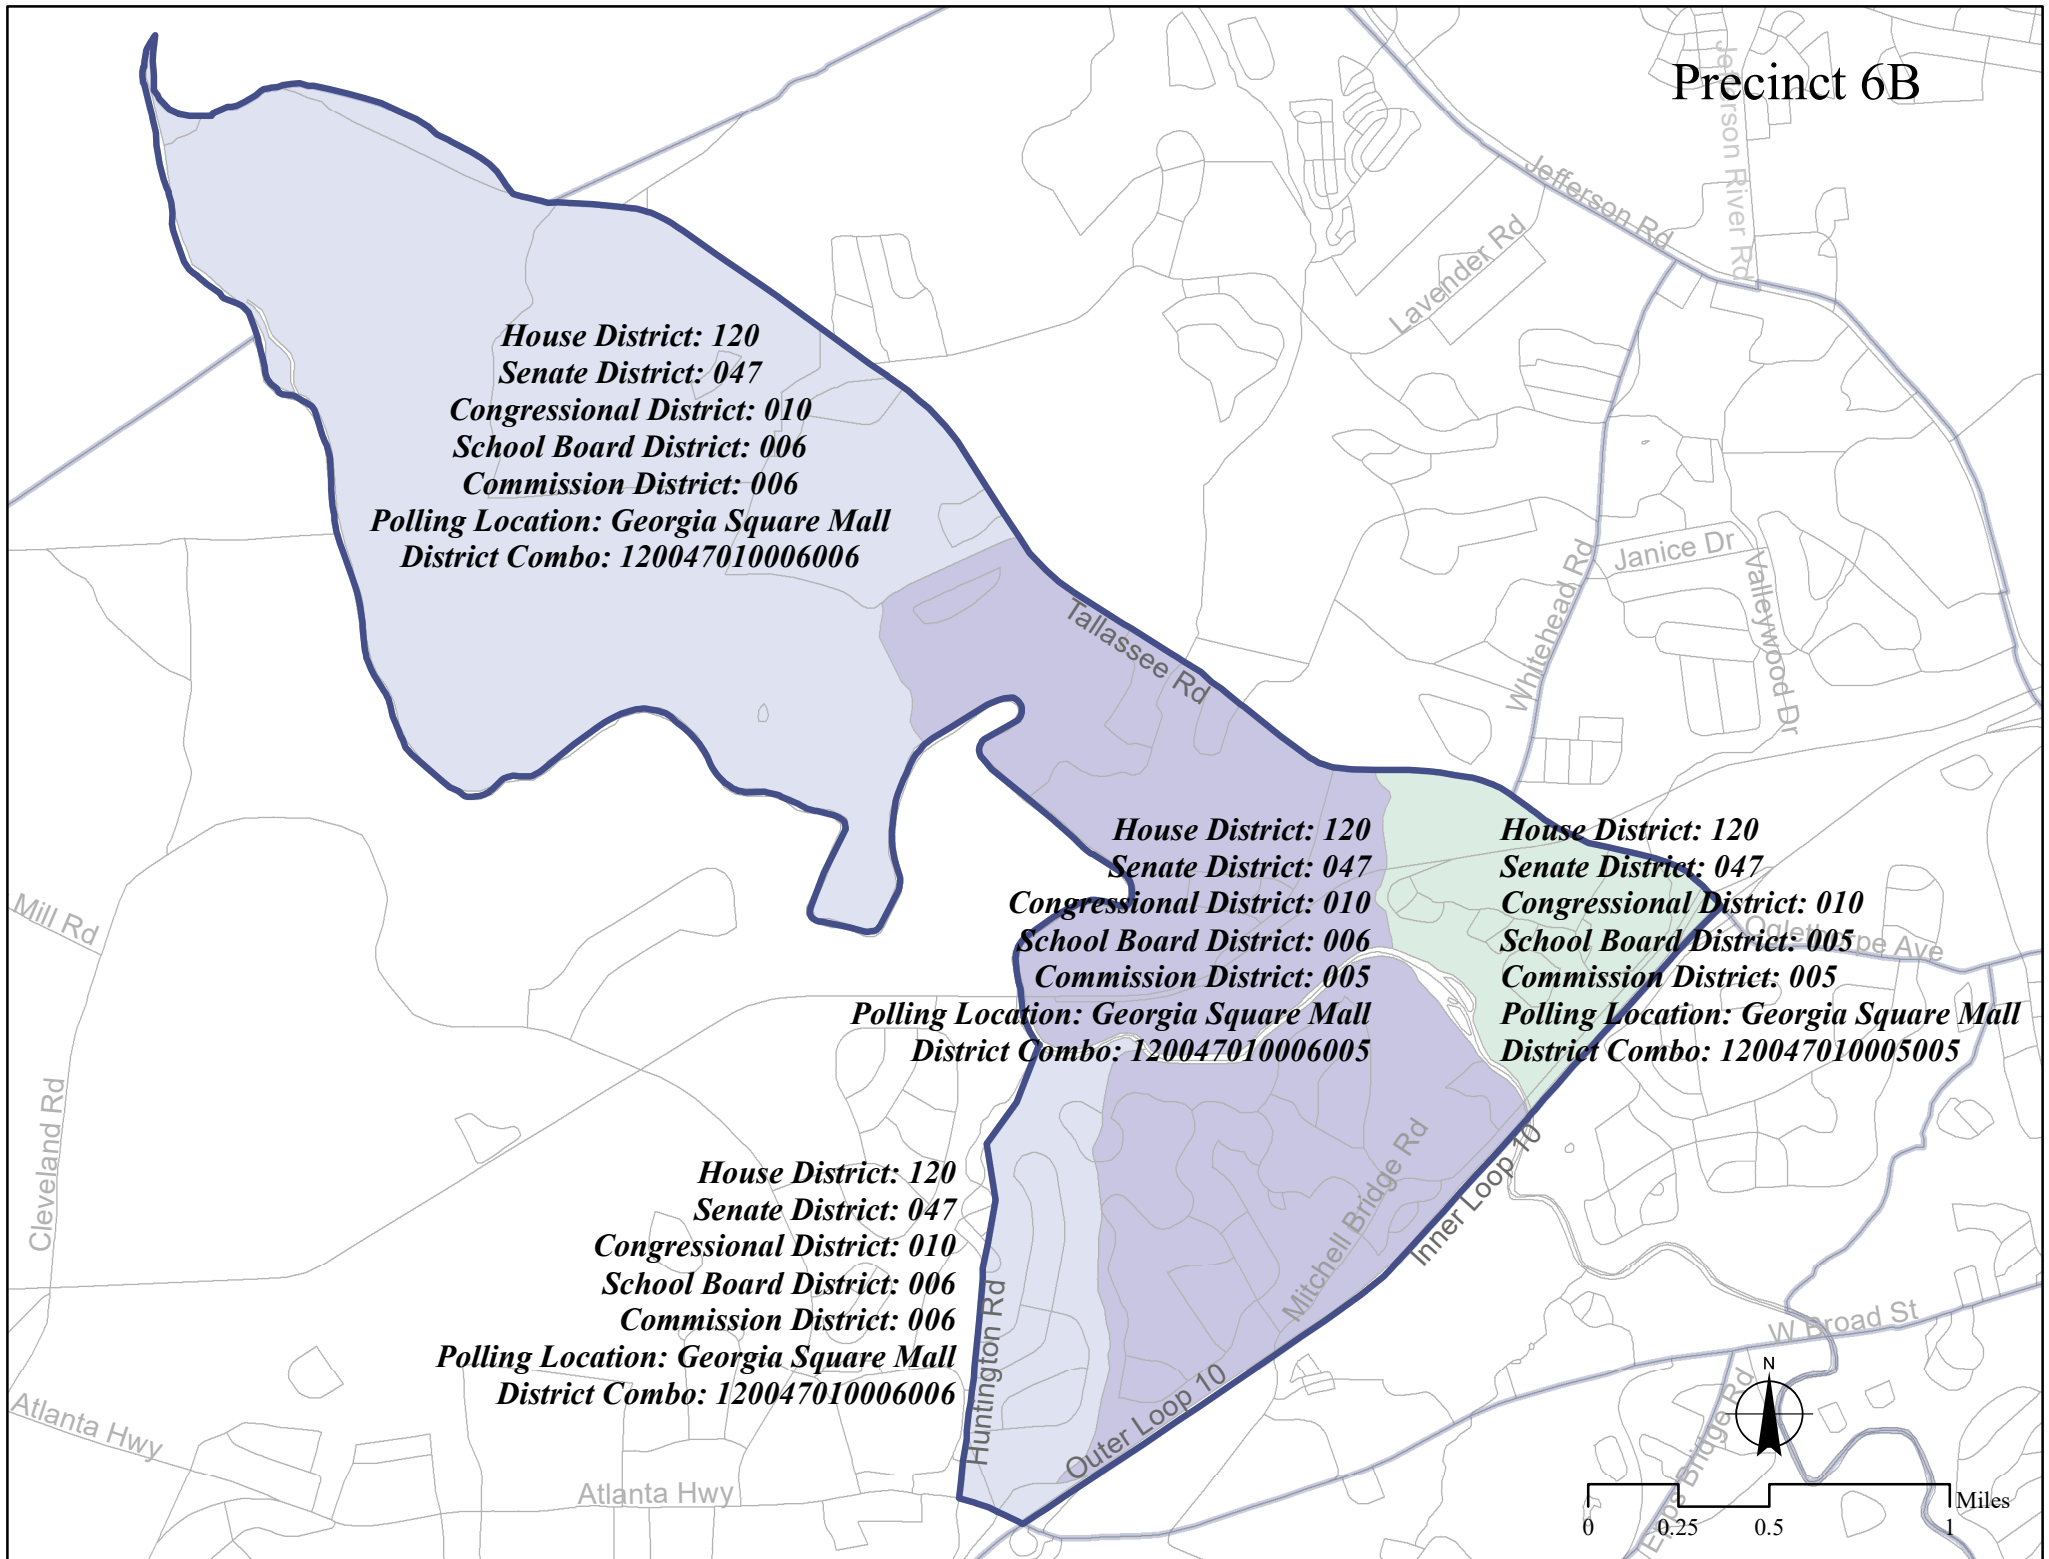 Precinct 6B
Jefferson River Rd
Jefferson Rd
Lavender Rd
House District: 120
Senate District: 047
Congressional District: 010
School Board District: 006
Commission District: 006
Polling Location: Georgia Square Mall
District Combo: 120047010006006
Janice Dr
Whitehead Rd
Valleywood Dr
Tallassee Rd
House District: 120
Senate District: 047
Congressional District: 010
School Board District: 006
Commission District: 005
Polling Location: Georgia Square Mall
District Combo: 120047010006005
House District: 120
Senate District: 047
Congressional District: 010
School Board District: 005
Commission District: 005
Polling Location: Georgia Square Mall
District Combo: 120047010005005
Oglethorpe Ave
Mill Rd
Cleveland Rd
House District: 120
Senate District: 047
Congressional District: 010
School Board District: 006
Commission District: 006
Polling Location: Georgia Square Mall
District Combo: 120047010006006
Mitchell Bridge Rd
Inner Loop 10
Huntington Rd
Outer Loop 10
W Broad St
Epps Bridge Rd
Atlanta Hwy
Atlanta Hwy
N
Miles
0 0.25 0.5 1